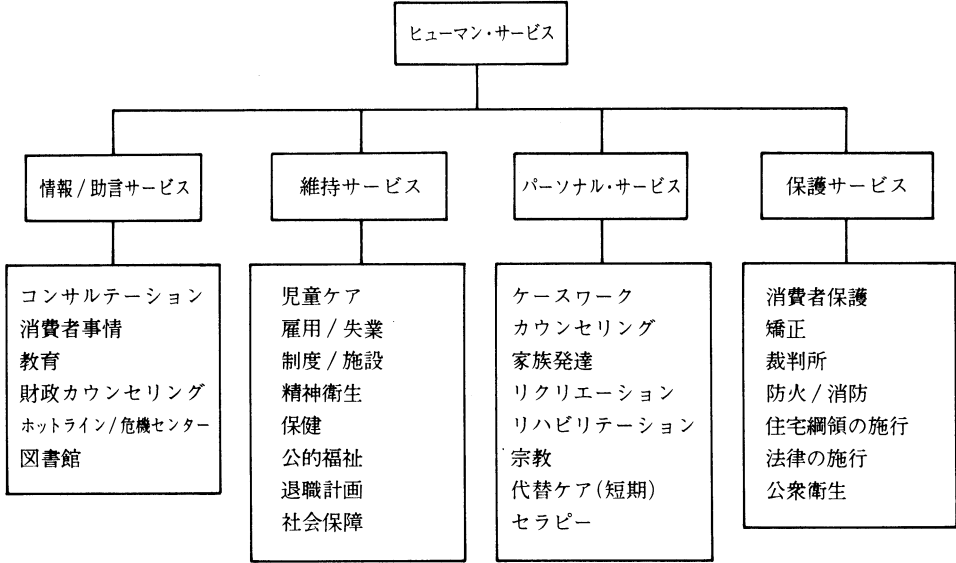 ヒューマン・サービス
情報/助言サービス
維持サービス
パーソナル・サービス
保護サービス
コンサルテーション
消費者事情
教育
財政カウンセリング
ホットライン/危機センター
図書館
児童ケア
雇用/失業
制度/施設
精神衛生
保健
公的福祉
退職計画
社会保障
ケースワーク
カウンセリング
家族発達
リクリエーション
リハビリテーション
宗教
代替ケア(短期)
セラピー
消費者保護
矯正
裁判所
防火/消防
住宅綱領の施行
法律の施行
公衆衛生